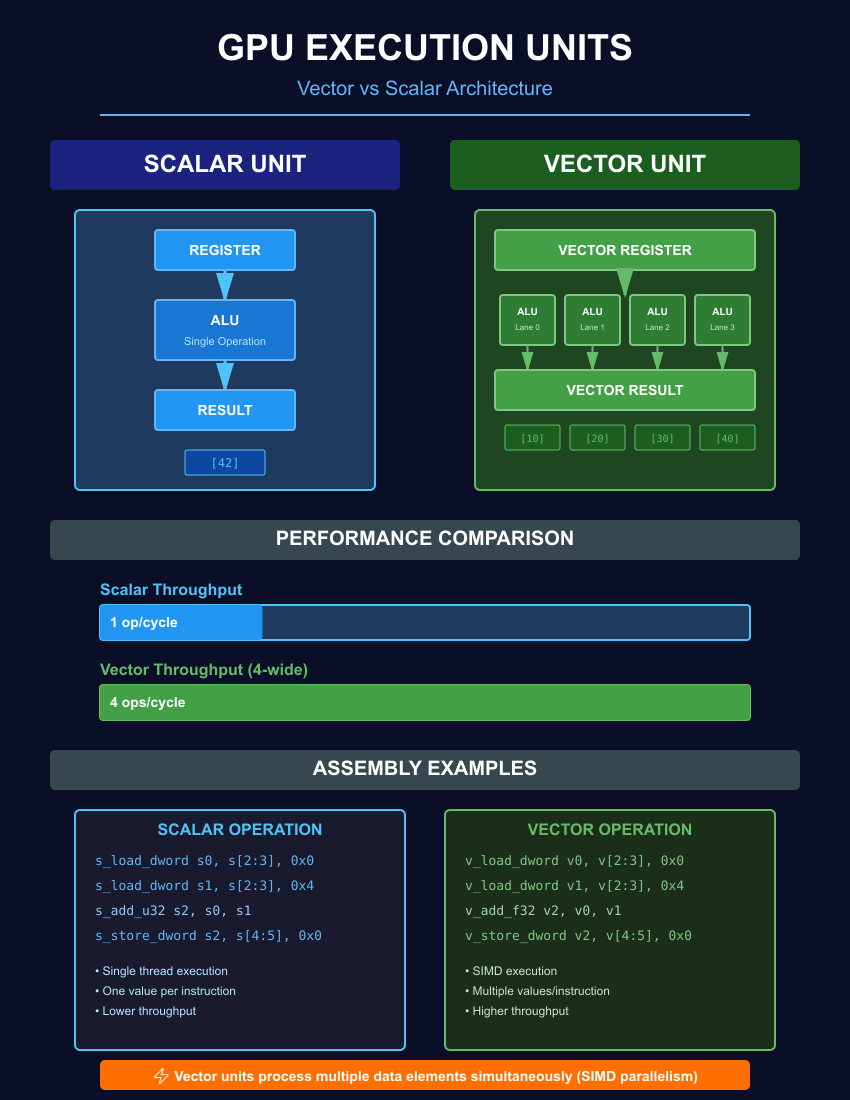 GPU EXECUTION UNITS
Vector vs Scalar Architecture
SCALAR UNIT
REGISTER
ALU
Single Operation
RESULT
[42]
VECTOR UNIT
VECTOR REGISTER
ALU ALU ALU ALU
Lane 0 Lane 1 Lane 2 Lane 3
VECTOR RESULT
[10] [20] [30] [40]
PERFORMANCE COMPARISON
Scalar Throughput
1 op/cycle
Vector Throughput (4-wide)
4 ops/cycle
ASSEMBLY EXAMPLES
SCALAR OPERATION
s_load_dword s0, s[2:3], 0x0
s_load_dword s1, s[2:3], 0x4
s_add_u32 s2, s0, s1
s_store_dword s2, s[4:5], 0x0
• Single thread execution
• One value per instruction
• Lower throughput
VECTOR OPERATION
v_load_dword v0, v[2:3], 0x0
v_load_dword v1, v[2:3], 0x4
v_add_f32 v2, v0, v1
v_store_dword v2, v[4:5], 0x0
• SIMD execution
• Multiple values/instruction
• Higher throughput
Vector units process multiple data elements simultaneously (SIMD parallelism)